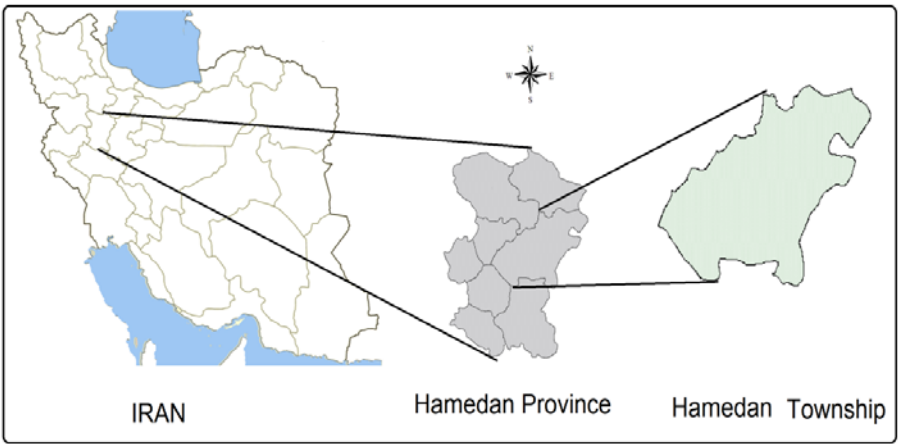 N
W E
S
IRAN
Hamedan Province
Hamedan Township